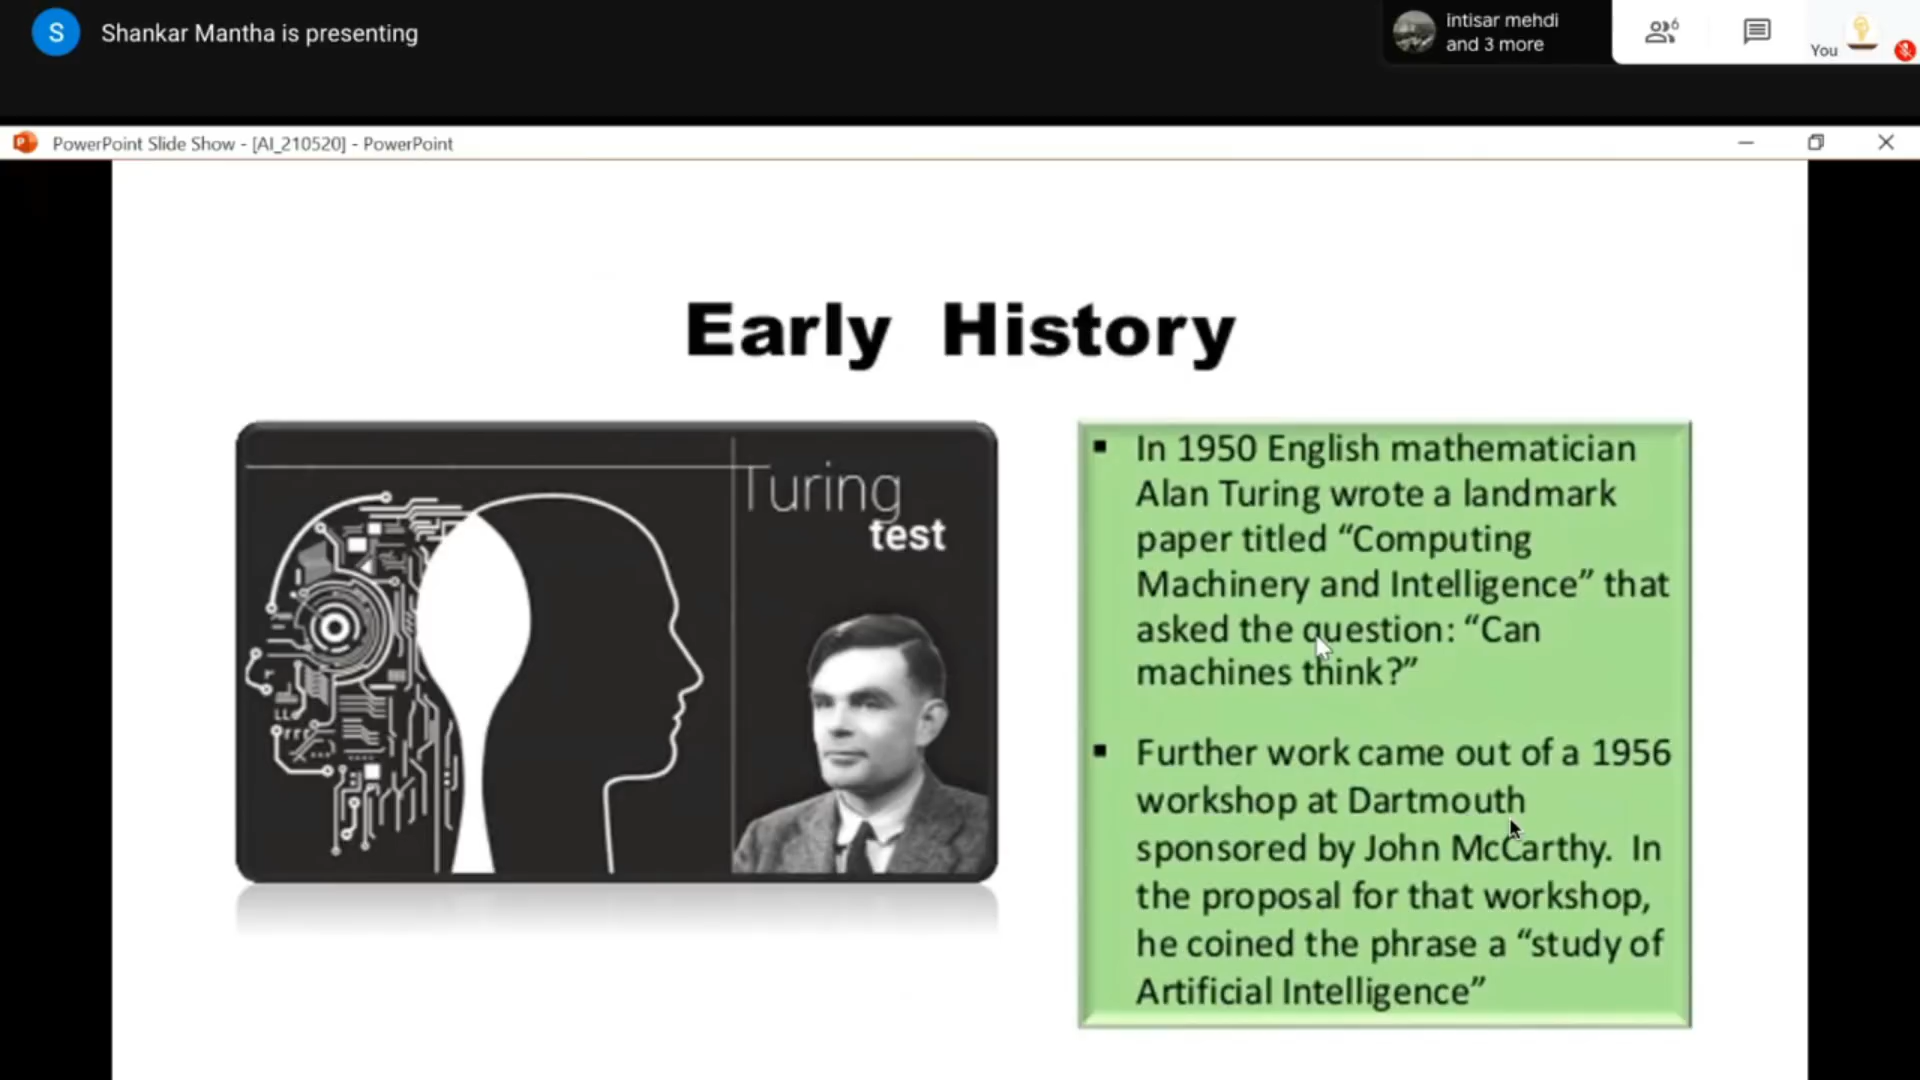 S
Shankar Mantha is presenting
intisar mehdi
and 3 more
6
You
PowerPoint Slide Show - [AI_210520] - PowerPoint
Early History
Turing
test
▪ In 1950 English mathematician
Alan Turing wrote a landmark
paper titled “Computing
Machinery and Intelligence” that
asked the question: “Can
machines think?”
▪ Further work came out of a 1956
workshop at Dartmouth
sponsored by John McCarthy. In
the proposal for that workshop,
he coined the phrase a “study of
Artificial Intelligence”